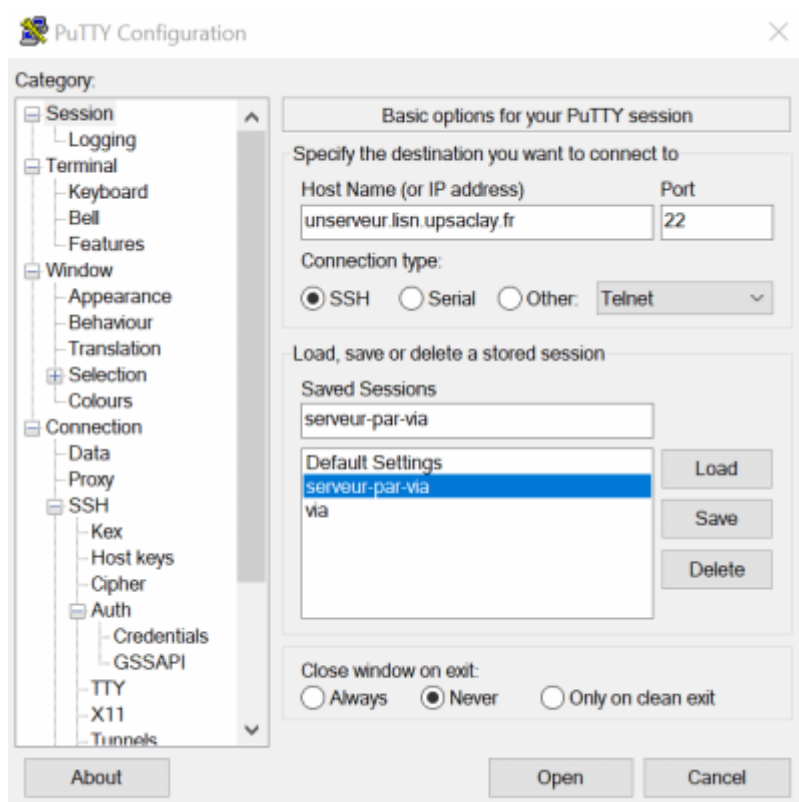 PuTTY Configuration
Category:
Session
Logging
Terminal
Keyboard
Bell
Features
Window
Appearance
Behaviour
Translation
Selection
Colours
Connection
Data
Proxy
SSH
Kex
Host keys
Cipher
Auth
Credentials
GSSAPI
TTY
X11
Tunnels
Basic options for your PuTTY session
Specify the destination you want to connect to
Host Name (or IP address) Port
unserveur.lisn.upsaclay.fr 22
Connection type:
SSH Serial Other: Telnet
Load, save or delete a stored session
Saved Sessions
serveur-par-via
Default Settings
serveur-par-via
via
Load
Save
Delete
Close window on exit:
Always Never Only on clean exit
About Open Cancel